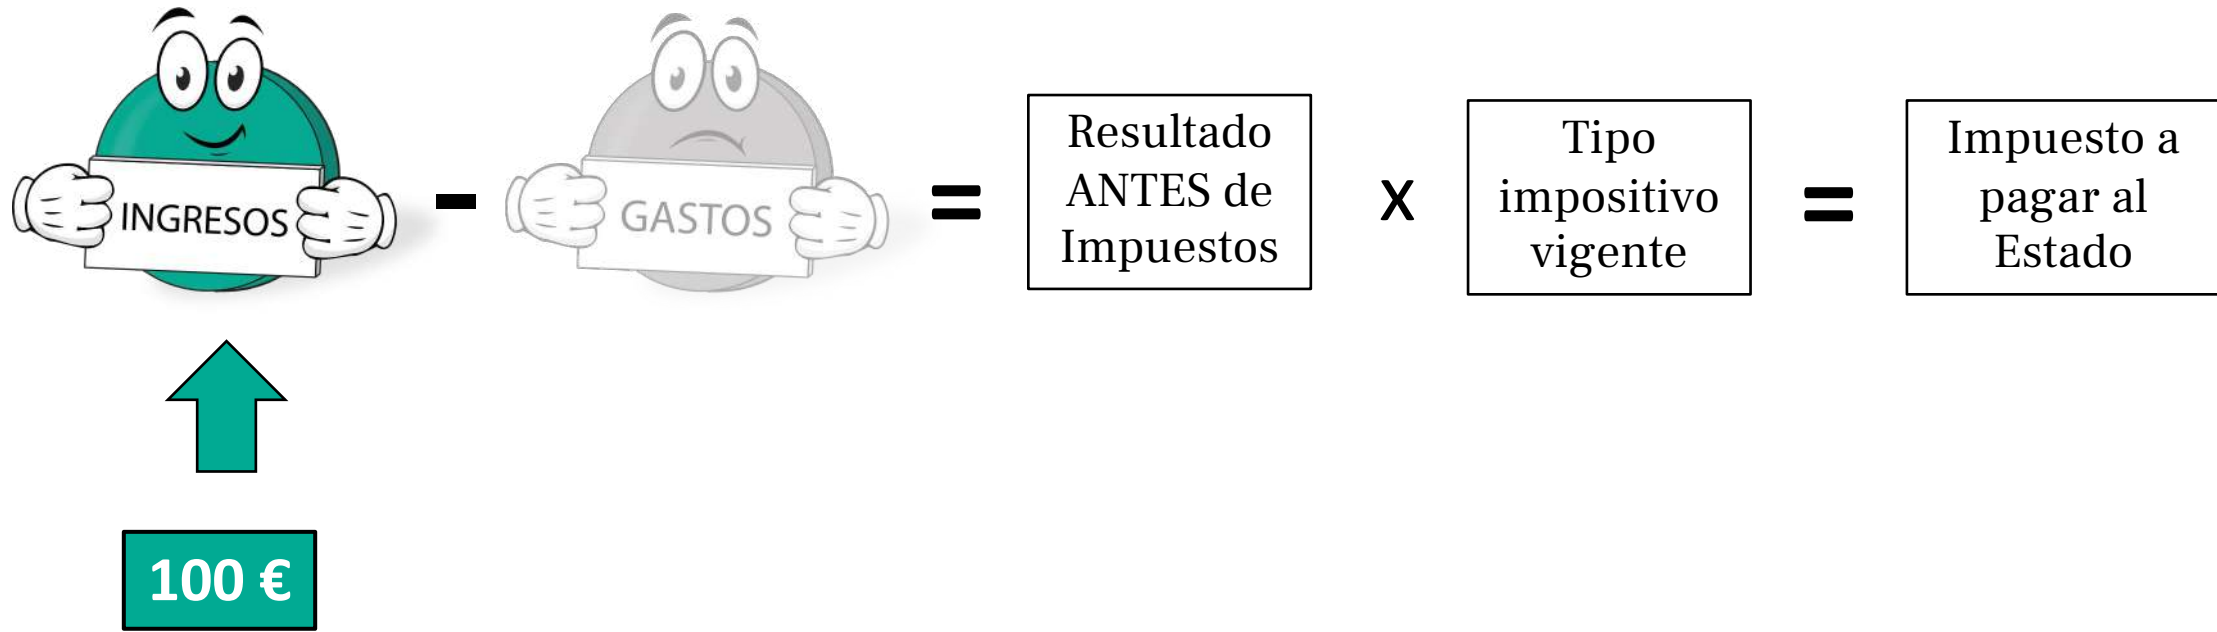 INGRESOS
-
GASTOS
=
Resultado
ANTES de
Impuestos
X
Tipo
impositivo
vigente
=
Impuesto a
pagar al
Estado
100 €